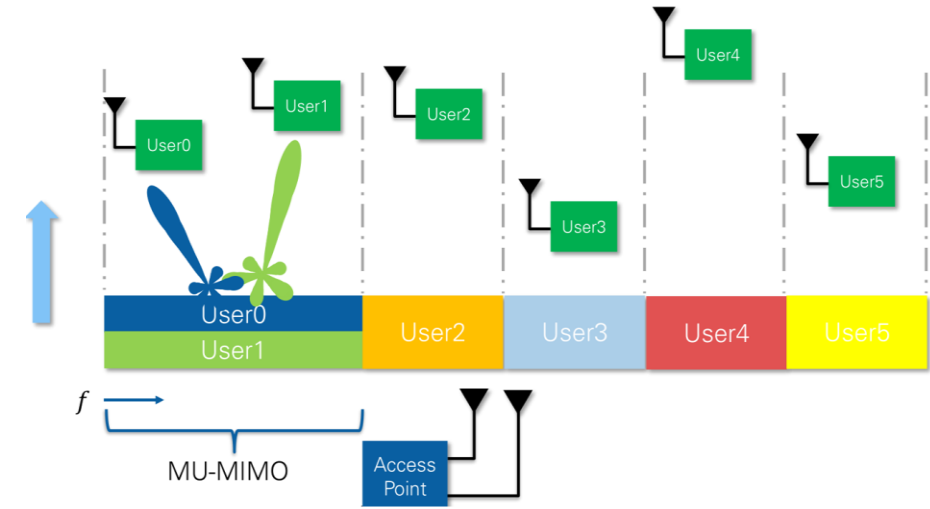 User4
User1
User2
User0
User5
User3
User0
User1
User2
User3
User4
User5
f
MU-MIMO
Access
Point